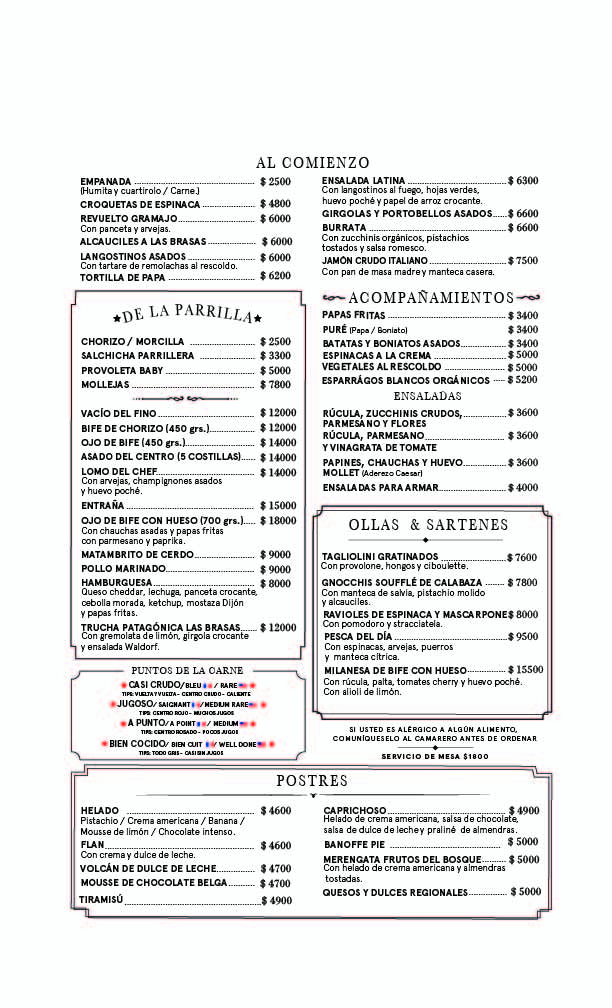 AL COMIENZO
EMPANADA $ 2500
(Humita y cuartirolo / Carne.)
CROQUETAS DE ESPINACA $ 4800
REVUELTO GRAMAJO $ 6000
Con panceta y arvejas.
ALCAUCILES A LAS BRASAS $ 6000
LANGOSTINOS ASADOS $ 6000
Con tartare de remolachas al rescoldo.
TORTILLA DE PAPA $ 6200
ENSALADA LATINA $ 6300
Con langostinos al fuego, hojas verdes,
huevo poché y papel de arroz crocante.
GIRGOLAS Y PORTOBELLOS ASADOS $ 6600
BURRATA $ 6600
Con zucchinis orgánicos, pistachios
tostados y salsa romesco.
JAMÓN CRUDO ITALIANO $ 7500
Con pan de masa madre y manteca casera.
DE LA PARRILLA
CHORIZO / MORCILLA $ 2500
SALCHICHA PARRILLERA $ 3300
PROVOLETA BABY $ 5000
MOLLEJAS $ 7800
VACÍO DEL FINO $ 12000
BIFE DE CHORIZO (450 grs.) $ 12000
OJO DE BIFE (450 grs.) $ 14000
ASADO DEL CENTRO (5 COSTILLAS) $ 14000
LOMO DEL CHEF $ 14000
Con arvejas, champignones asados
y huevo poché.
ENTRAÑA $ 15000
OJO DE BIFE CON HUESO (700 grs.) $ 18000
Con chauchas asadas y papas fritas
con parmesano y paprika.
MATAMBRITO DE CERDO $ 9000
POLLO MARINADO $ 9000
HAMBURGUESA $ 8000
Queso cheddar, lechuga, panceta crocante,
cebolla morada, ketchup, mostaza Dijón
y papas fritas.
TRUCHA PATAGÓNICA LAS BRASAS $ 12000
Con gremolata de limón, girgola crocante
y ensalada Waldorf.
ACOMPAÑAMIENTOS
PAPAS FRITAS $ 3400
PURÉ (Papa / Boniato) $ 3400
BATATAS Y BONIATOS ASADOS $ 3400
ESPINACAS A LA CREMA $ 5000
VEGETALES AL RESCOLDO $ 5000
ESPARRÁGOS BLANCOS ORGÁNICOS $ 5200
ENSALADAS
RÚCULA, ZUCCHINIS CRUDOS, $ 3600
PARMESANO Y FLORES
RÚCULA, PARMESANO $ 3600
Y VINAGRATA DE TOMATE
PAPINES, CHAUCHAS Y HUEVO $ 3600
MOLLET (Aderezo Caesar)
ENSALADAS PARA ARMAR $ 4000
OLLAS & SARTENES
TAGLIOLINI GRATINADOS $ 7600
Con provolone, hongos y ciboulette.
GNOCCHIS SOUFFLÉ DE CALABAZA $ 7800
Con manteca de salvia, pistachio molido
y alcauciles.
RAVIOLES DE ESPINACA Y MASCARPONE $ 8000
Con pomodoro y stracciatela.
PESCA DEL DÍA $ 9500
Con espinacas, arvejas, puerros
y manteca cítrica.
MILANESA DE BIFE CON HUESO $ 15500
Con rúcula, palta, tomates cherry y huevo poché.
Con alioli de limón.
PUNTOS DE LA CARNE
CASI CRUDO/ BLEU / RARE
TIPS: VUELTA Y VUELTA - CENTRO CRUDO - CALIENTE
JUGOSO/ SAIGNANT /MEDIUM RARE
TIPS: CENTRO ROJO - MUCHOS JUGOS
A PUNTO/ A POINT / MEDIUM
TIPS: CENTRO ROSADO - POCOS JUGOS
BIEN COCIDO/ BIEN CUIT / WELL DONE
TIPS: TODO GRIS - CASI SIN JUGOS
SI USTED ES ALÉRGICO A ALGÚN ALIMENTO,
COMUNÍQUESELO AL CAMARERO ANTES DE ORDENAR
SERVICIO DE MESA $1800
POSTRES
HELADO $ 4600
Pistachio / Crema americana / Banana /
Mousse de limón / Chocolate intenso.
FLAN $ 4600
Con crema y dulce de leche.
VOLCÁN DE DULCE DE LECHE $ 4700
MOUSSE DE CHOCOLATE BELGA $ 4700
TIRAMISÚ $ 4900
CAPRICHOSO $ 4900
Helado de crema americana, salsa de chocolate,
salsa de dulce de leche y praliné de almendras.
BANOFFE PIE $ 5000
MERENGATA FRUTOS DEL BOSQUE $ 5000
Con helado de crema americana y almendras
tostadas.
QUESOS Y DULCES REGIONALES $ 5000